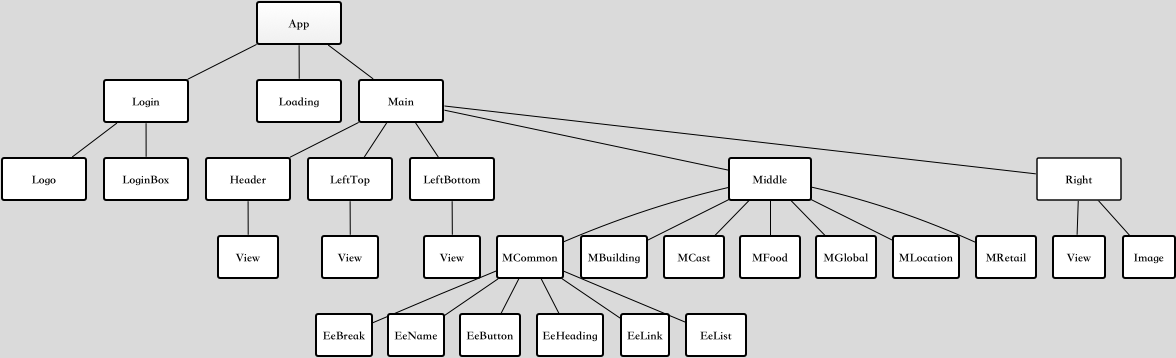 App
Login
Loading
Main
Logo
LoginBox
Header
LeftTop
LeftBottom
Middle
Right
View
View
View
MCommon
MBuilding
MCast
MFood
MGlobal
MLocation
MRetail
View
Image
EeBreak
EeName
EeButton
EeHeading
EeLink
EeList